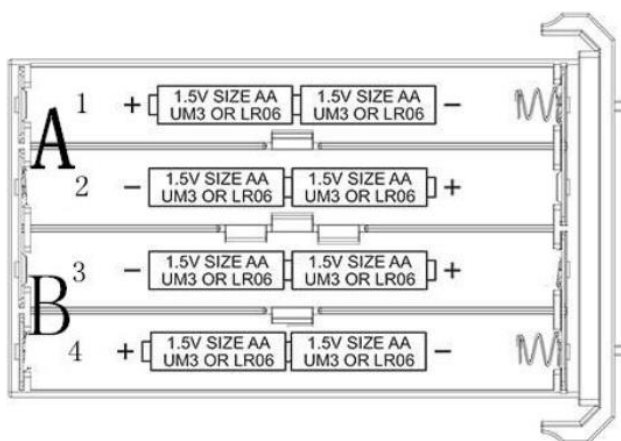 A
1 + 1.5V SIZE AA 1.5V SIZE AA -
UM3 OR LR06 UM3 OR LR06
2 - 1.5V SIZE AA 1.5V SIZE AA +
UM3 OR LR06 UM3 OR LR06
B
3 - 1.5V SIZE AA 1.5V SIZE AA +
UM3 OR LR06 UM3 OR LR06
4 + 1.5V SIZE AA 1.5V SIZE AA -
UM3 OR LR06 UM3 OR LR06